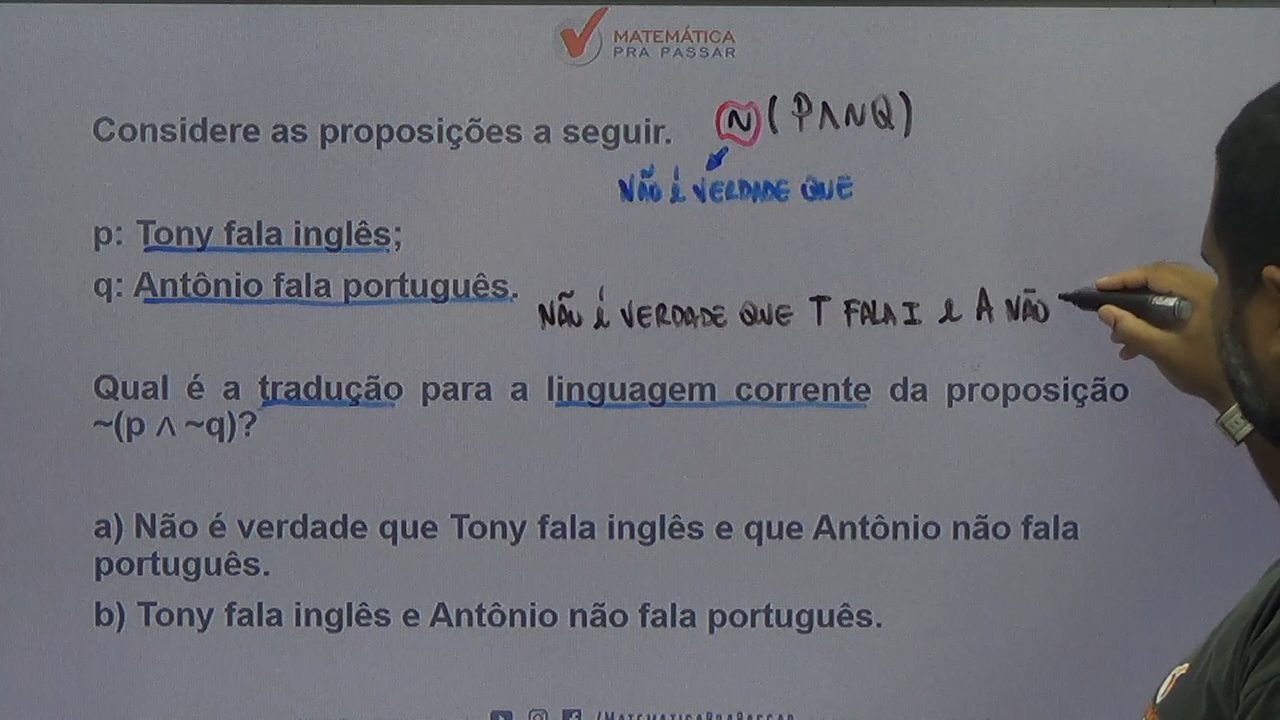 MATEMÁTICA
PRA PASSAR
Considere as proposições a seguir.
~(P∧~Q)
NÃO É VERDADE QUE
p: Tony fala inglês;
q: Antônio fala português.
NÃO É VERDADE QUE T FALA I e A NÃO
Qual é a tradução para a linguagem corrente da proposição
~(p ∧ ~q)?
a) Não é verdade que Tony fala inglês e que Antônio não fala
português.
b) Tony fala inglês e Antônio não fala português.
/MATEMATICAPRAPASSAR